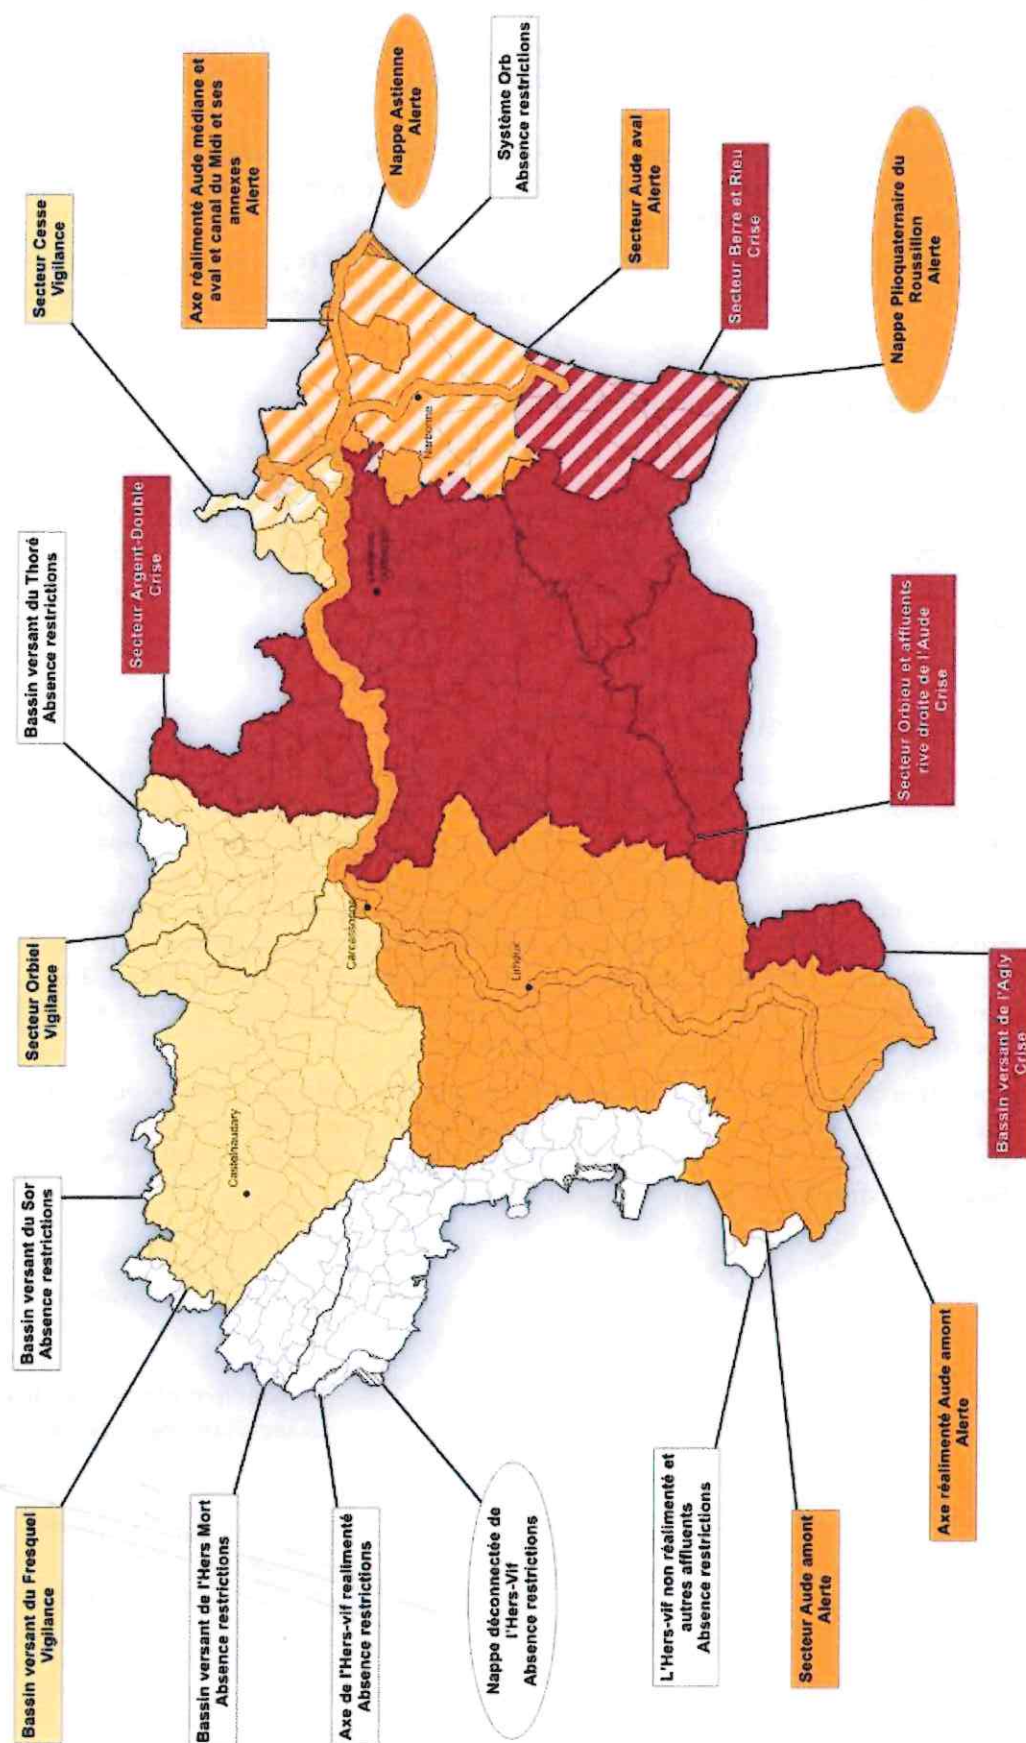 Bassin versant du Fresquel
Vigilance
Bassin versant du Sor
Absence restrictions
Secteur Orbiel
Vigilance
Bassin versant du Thoré
Absence restrictions
Secteur Argent-Double
Crise
Secteur Cesse
Vigilance
Axe réalimenté Aude médiane et
aval et canal du Midi et ses
annexes
Alerte
Nappe Astienne
Alerte
Système Orb
Absence restrictions
Secteur Aude aval
Alerte
Secteur Berre et Rieu
Crise
Nappe Plioquaternaire du
Roussillon
Alerte
Secteur Orbieu et affluents
rive droite de l'Aude
Crise
Bassin versant de l'Agly
Crise
Axe réalimenté Aude amont
Alerte
Secteur Aude amont
Alerte
L'Hers-vif non réalimenté et
autres affluents
Absence restrictions
Nappe déconnectée de
l'Hers-Vif
Absence restrictions
Axe de l'Hers-vif realimenté
Absence restrictions
Bassin versant de l'Hers Mort
Absence restrictions
Castelnaudary
Carcassonne
Limoux
Narbonne